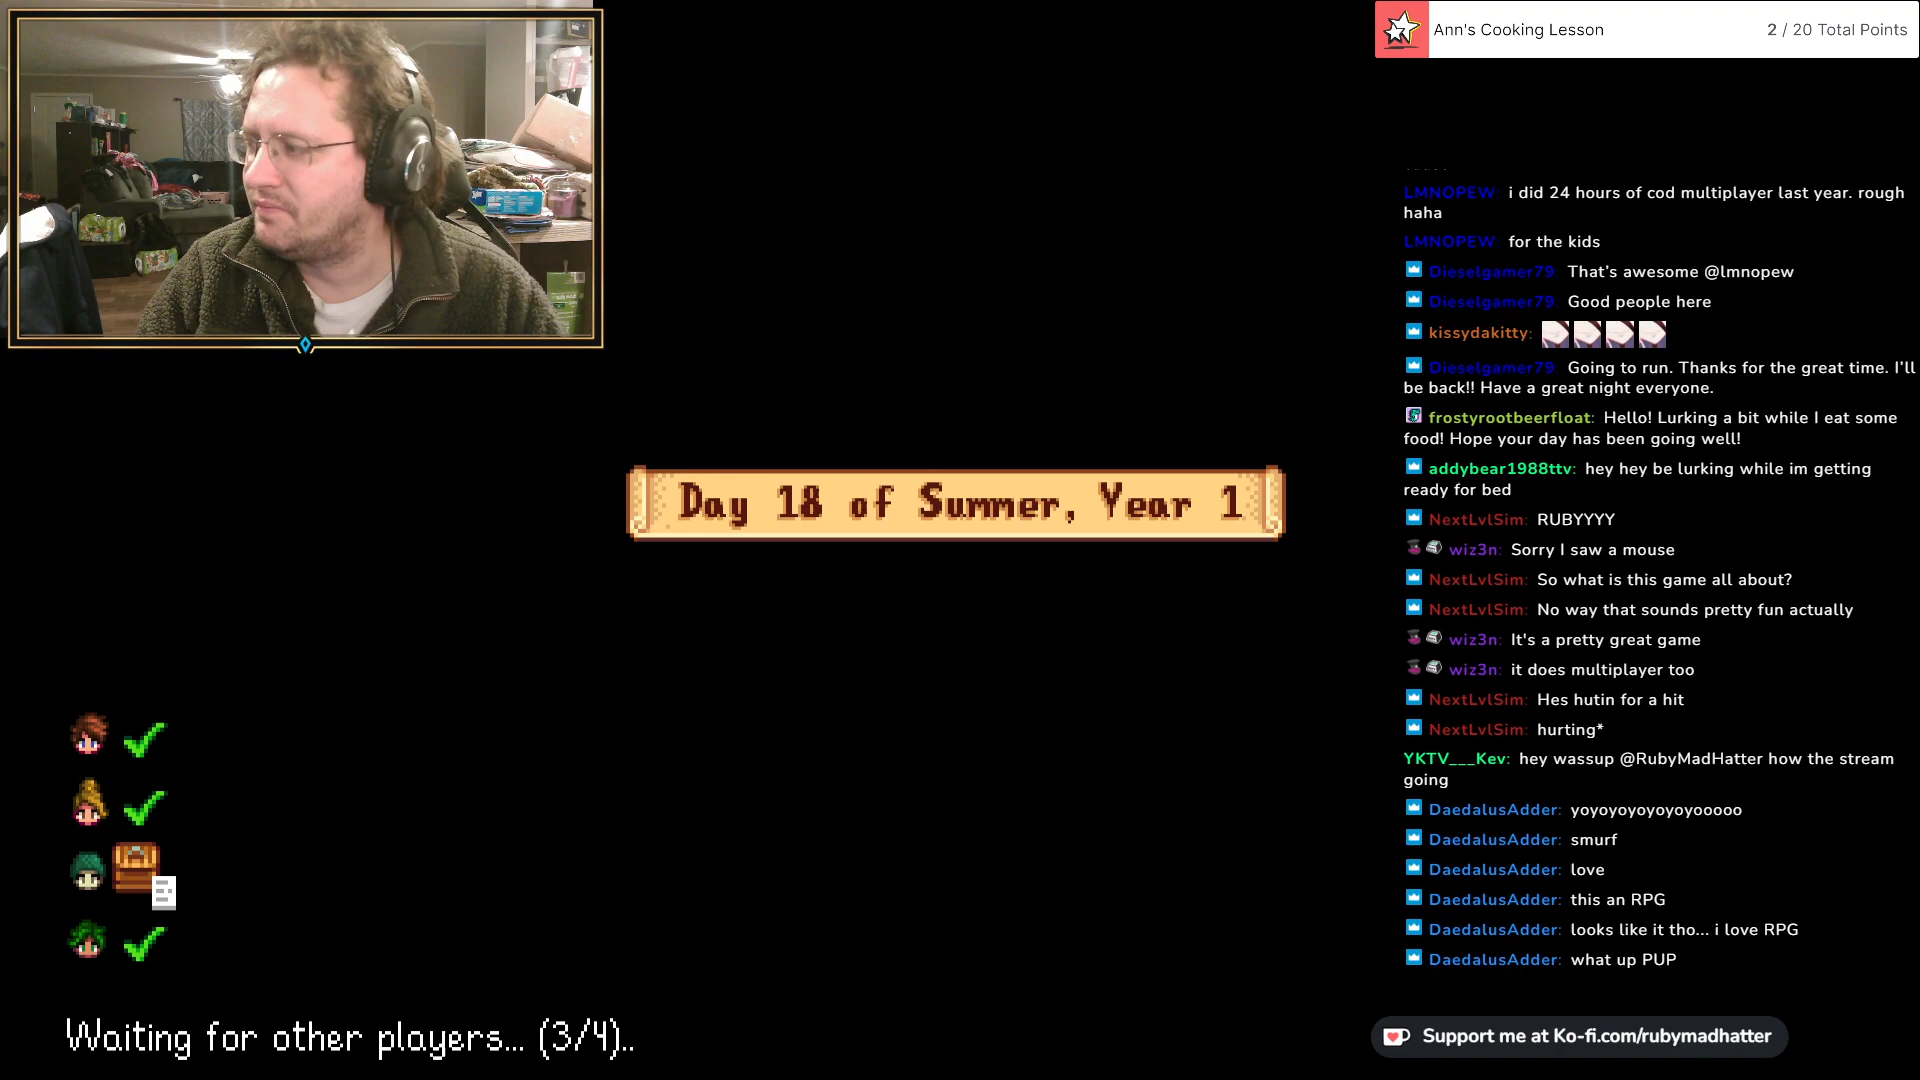 Ann's Cooking Lesson 2 / 20 Total Points
LMNOPEW: i did 24 hours of cod multiplayer last year. rough
haha
LMNOPEW: for the kids
Dieselgamer79: That's awesome @lmnopew
Dieselgamer79: Good people here
kissydakitty:
Dieselgamer79: Going to run. Thanks for the great time. I'll
be back!! Have a great night everyone.
frostyrootbeerfloat: Hello! Lurking a bit while I eat some
food! Hope your day has been going well!
addybear1988ttv: hey hey be lurking while im getting
ready for bed
NextLvlSim: RUBYYYY
wiz3n: Sorry I saw a mouse
NextLvlSim: So what is this game all about?
NextLvlSim: No way that sounds pretty fun actually
wiz3n: It's a pretty great game
wiz3n: it does multiplayer too
NextLvlSim: Hes hutin for a hit
NextLvlSim: hurting*
YKTV___Kev: hey wassup @RubyMadHatter how the stream
going
DaedalusAdder: yoyoyoyoyoyoyooooo
DaedalusAdder: smurf
DaedalusAdder: love
DaedalusAdder: this an RPG
DaedalusAdder: looks like it tho... i love RPG
DaedalusAdder: what up PUP
Day 18 of Summer, Year 1
Waiting for other players... (3/4)..
Support me at Ko-fi.com/rubymadhatter